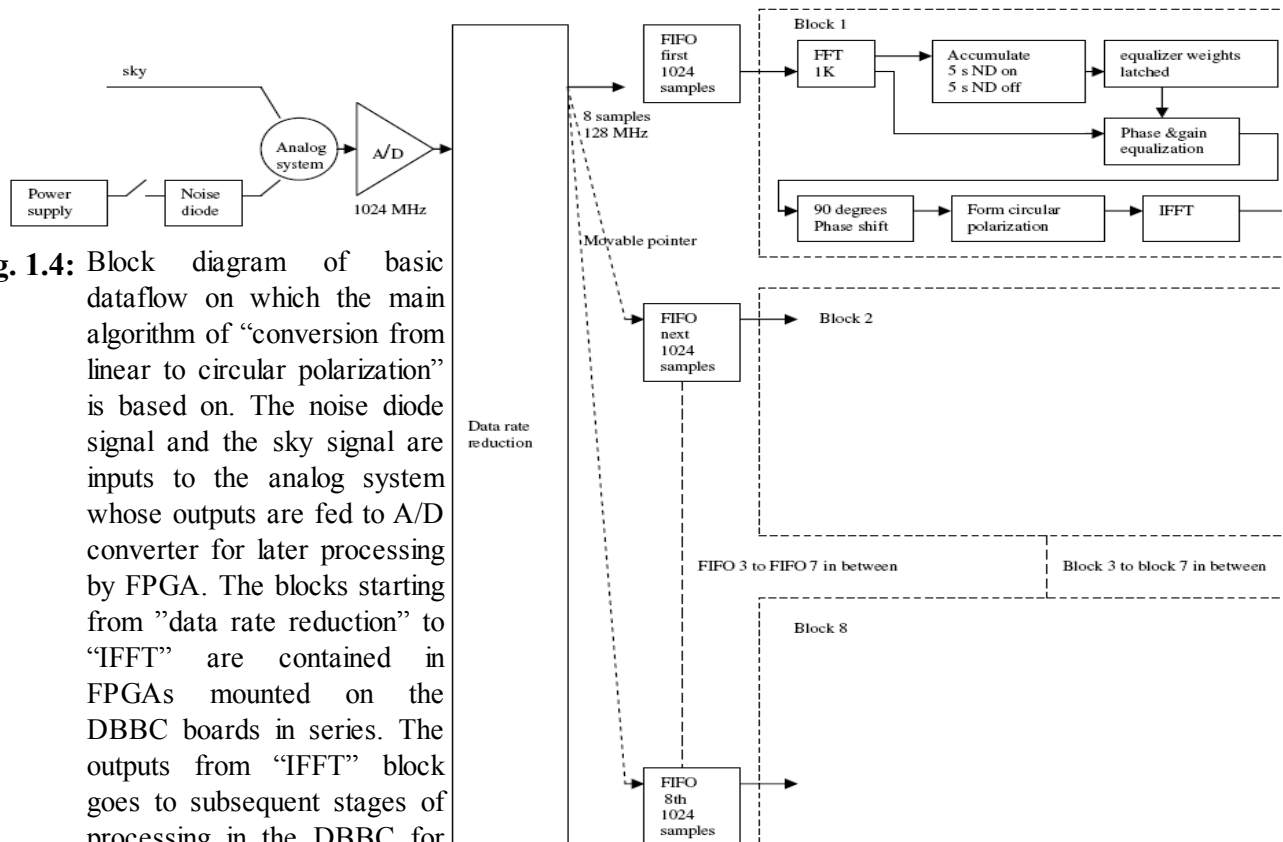 sky
Power
supply
Noise
diode
Analog
system
A/D
1024 MHz
g. 1.4: Block diagram of basic
dataflow on which the main
algorithm of “conversion from
linear to circular polarization”
is based on. The noise diode
signal and the sky signal are
inputs to the analog system
whose outputs are fed to A/D
converter for later processing
by FPGA. The blocks starting
from ”data rate reduction” to
“IFFT” are contained in
FPGAs mounted on the
DBBC boards in series. The
outputs from “IFFT” block
goes to subsequent stages of
processing in the DBBC for
Data rate
reduction
8 samples
128 MHz
Movable pointer
FIFO
first
1024
samples
Block 1
FFT
1K
Accumulate
5 s ND on
5 s ND off
equalizer weights
latched
Phase &gain
equalization
90 degrees
Phase shift
Form circular
polarization
IFFT
FIFO
next
1024
samples
Block 2
FIFO 3 to FIFO 7 in between
Block 3 to block 7 in between
FIFO
8th
1024
samples
Block 8